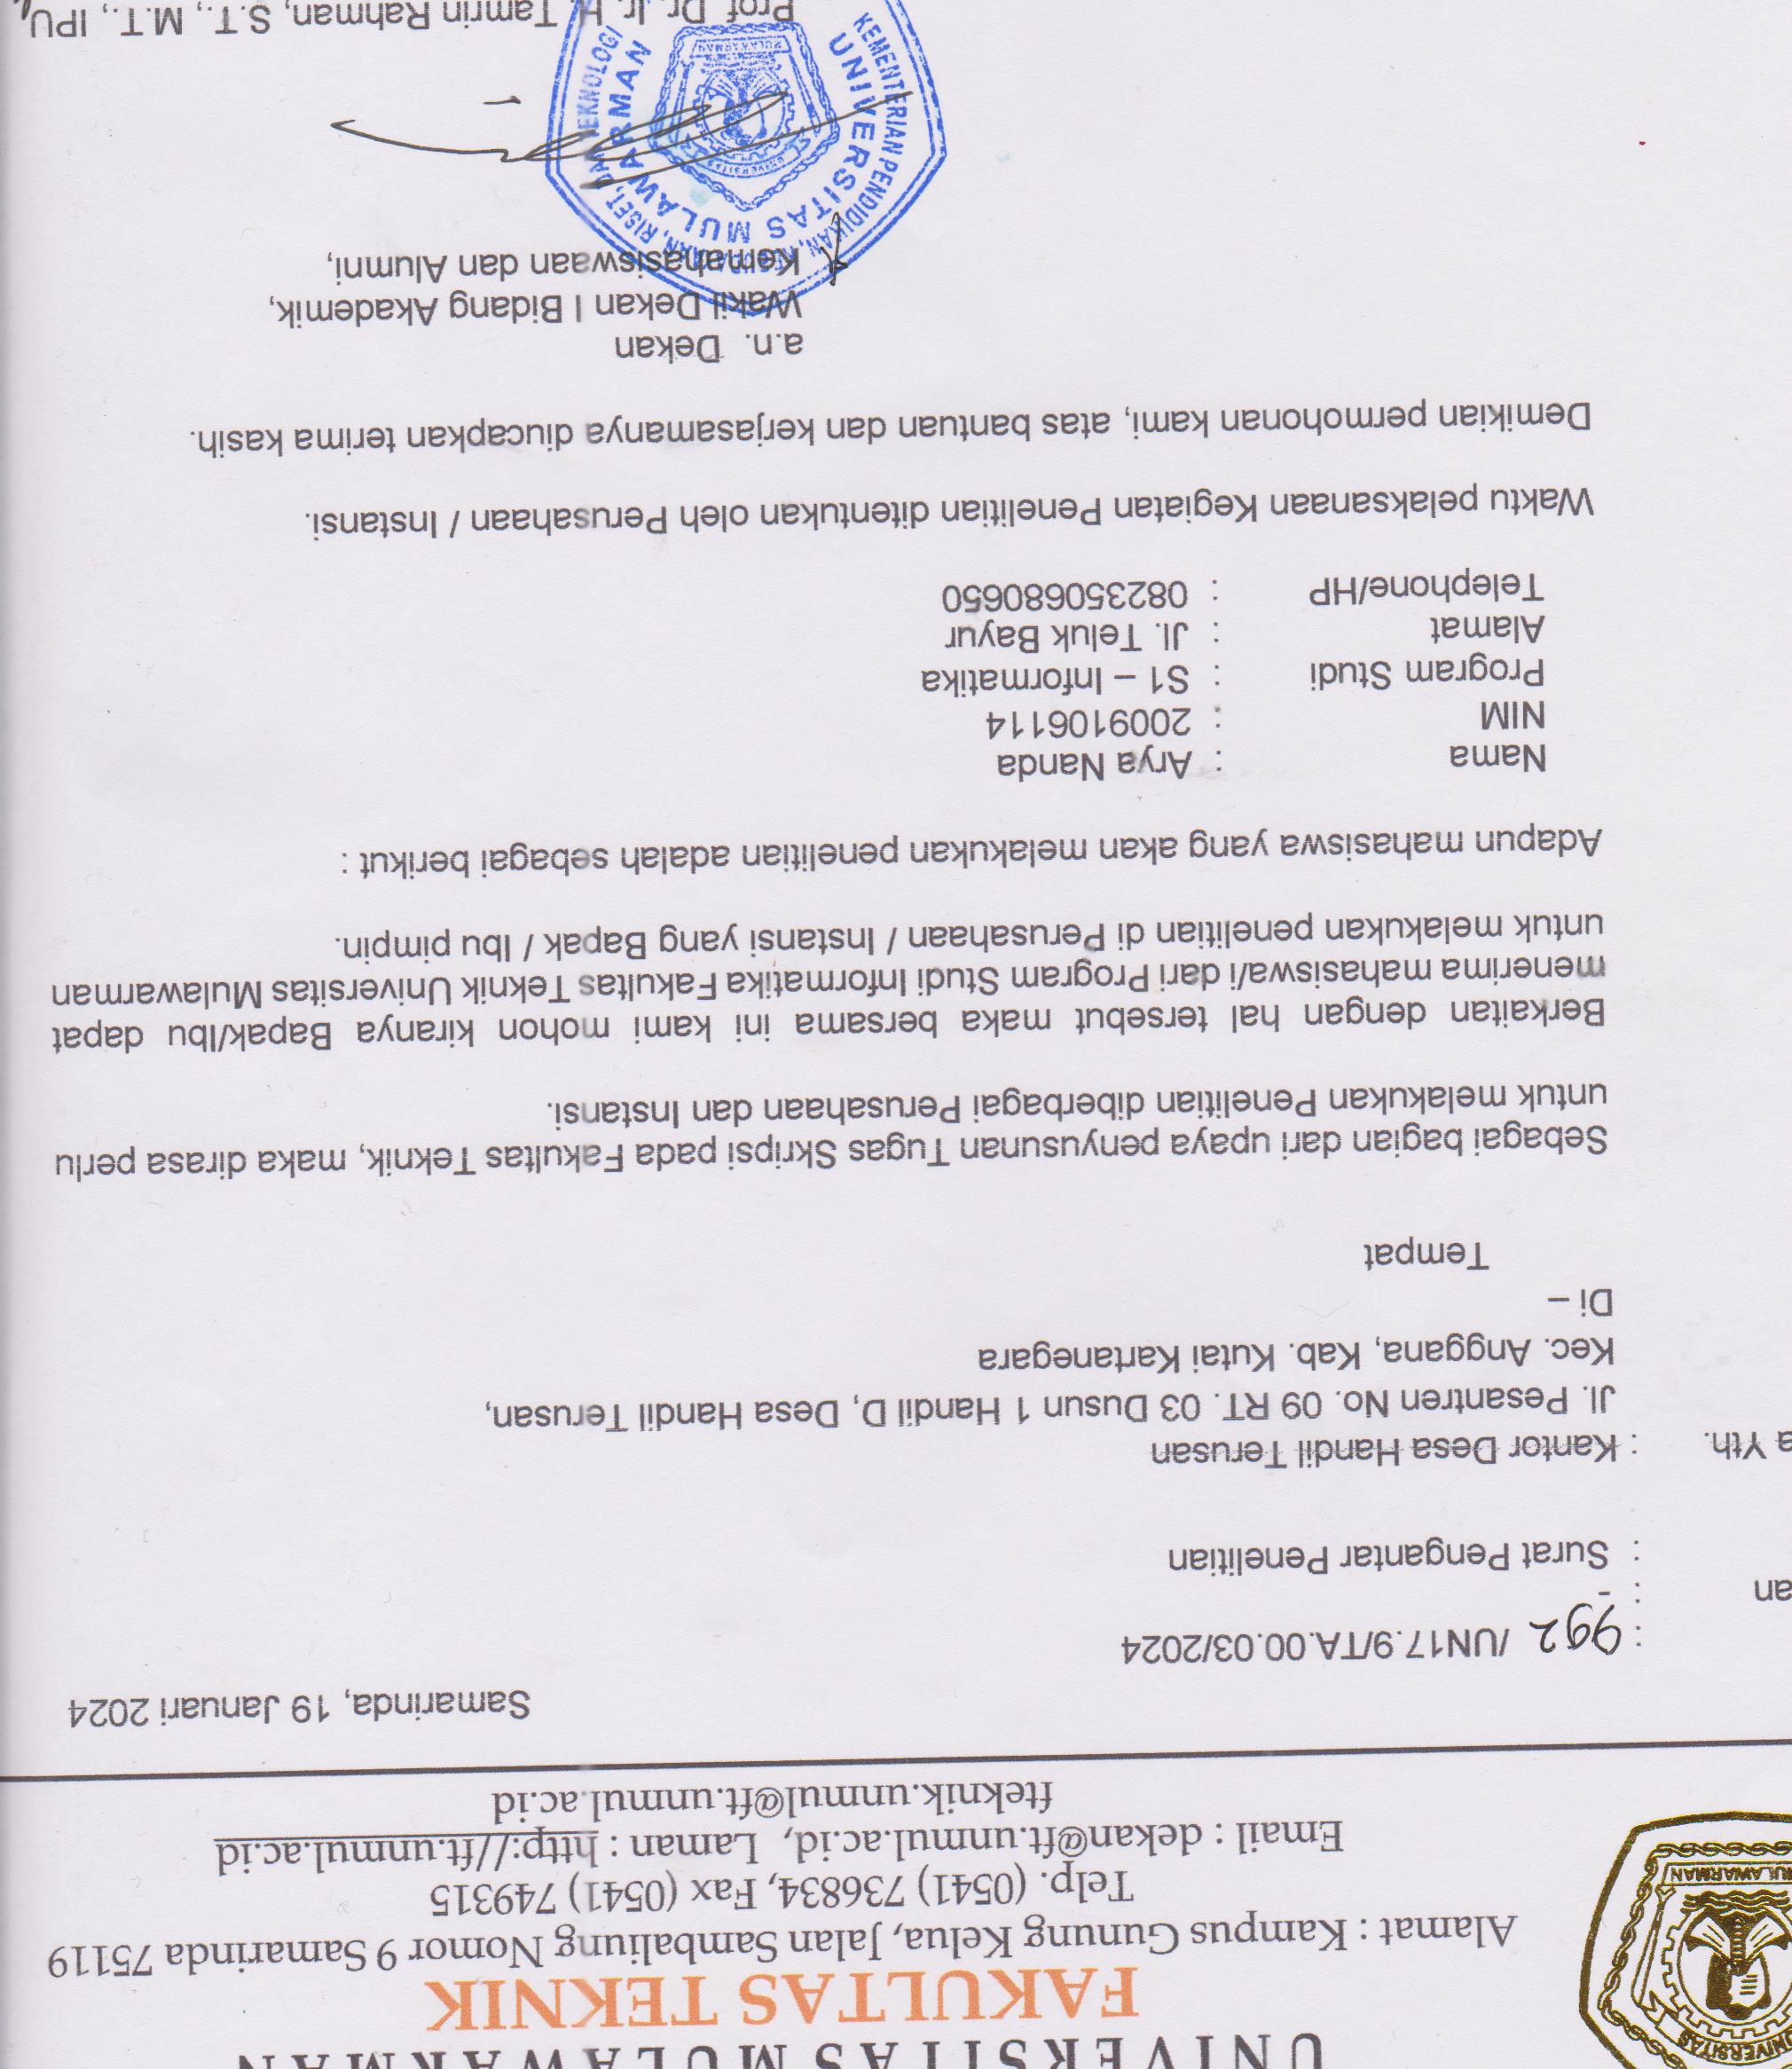 UNIVERSITAS MULAWARMAN
FAKULTAS TEKNIK
Alamat : Kampus Gunung Kelua, Jalan Sambaliung Nomor 9 Samarinda 75119
Telp. (0541) 736834, Fax (0541) 749315
Email : dekan@ft.unmul.ac.id, Laman : http://ft.unmul.ac.id
fteknik.unmul@ft.unmul.ac.id
Samarinda, 19 Januari 2024
: 992 /UN17.9/TA.00.03/2024
an : -
: Surat Pengantar Penelitian
a Yth. : Kantor Desa Handil Terusan
Jl. Pesantren No. 09 RT. 03 Dusun 1 Handil D, Desa Handil Terusan,
Kec. Anggana, Kab. Kutai Kartanegara
Di –
Tempat
Sebagai bagian dari upaya penyusunan Tugas Skripsi pada Fakultas Teknik, maka dirasa perlu
untuk melakukan Penelitian diberbagai Perusahaan dan Instansi.
Berkaitan dengan hal tersebut maka bersama ini kami mohon kiranya Bapak/Ibu dapat
menerima mahasiswa/i dari Program Studi Informatika Fakultas Teknik Universitas Mulawarman
untuk melakukan penelitian di Perusahaan / Instansi yang Bapak / Ibu pimpin.
Adapun mahasiswa yang akan melakukan penelitian adalah sebagai berikut :
Nama : Arya Nanda
NIM : 2009106114
Program Studi : S1 – Informatika
Alamat : Jl. Teluk Bayur
Telephone/HP : 082350680650
Waktu pelaksanaan Kegiatan Penelitian ditentukan oleh Perusahaan / Instansi.
Demikian permohonan kami, atas bantuan dan kerjasamanya diucapkan terima kasih.
a.n. Dekan
Wakil Dekan I Bidang Akademik,
Kemahasiswaan dan Alumni,
KEMENTERIAN PENDIDIKAN, KEBUDAYAAN, RISET, DAN TEKNOLOGI
UNIVERSITAS MULAWARMAN
UNIVERSITAS
MULAWARMAN
Prof. Dr. Ir. H. Tamrin Rahman, S.T., M.T., IPU